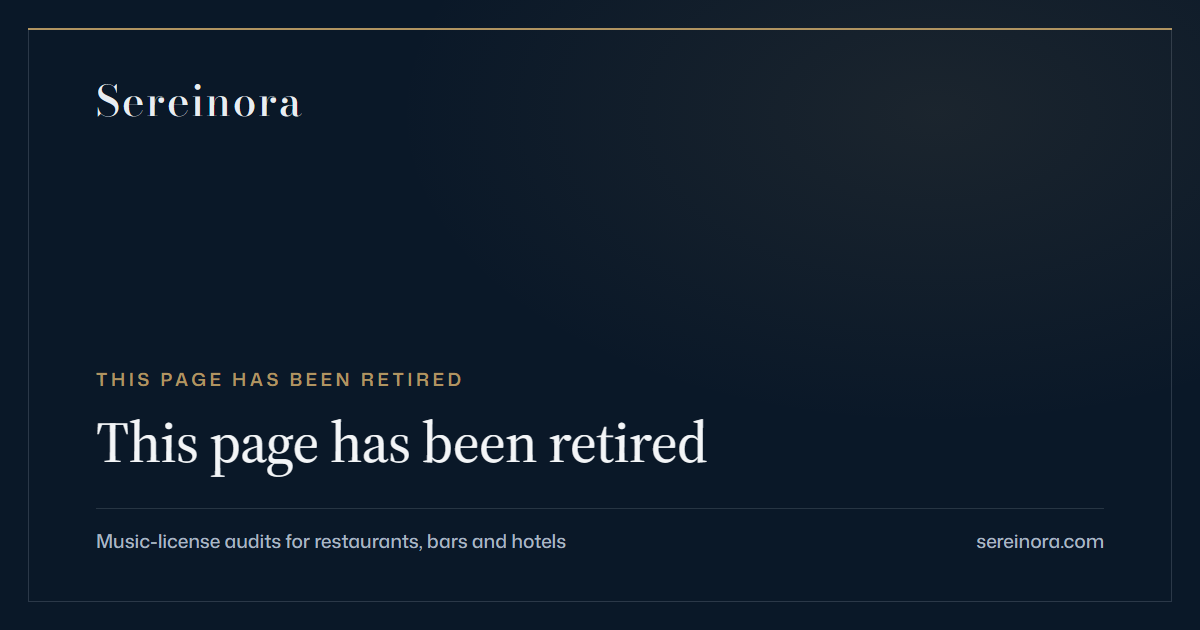 Sereinora
THIS PAGE HAS BEEN RETIRED
This page has been retired
Music-license audits for restaurants, bars and hotels
sereinora.com